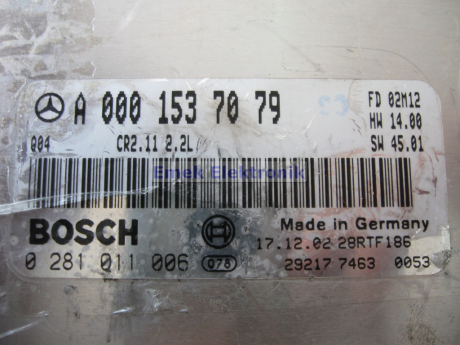 A 000 153 70 79 FD 02M12
HW 14.00
Q04 CR2.11 2.2L SW 45.01
Emek Elektronik
BOSCH Made in Germany
17.12.02 28RTF186
0 281 011 006 078 29217 7463 0053